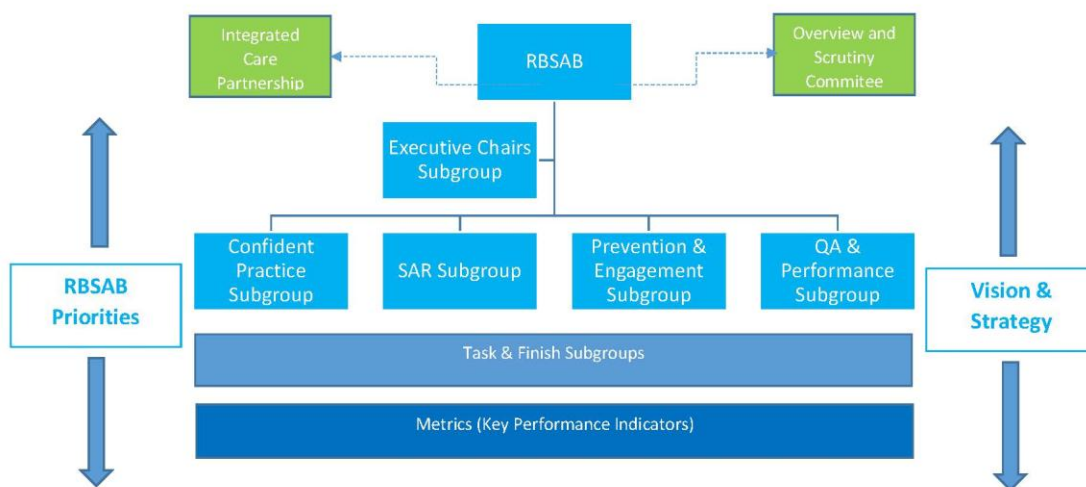 Integrated
Care
Partnership
RBSAB
Overview and
Scrutiny
Commitee
Executive Chairs
Subgroup
Confident
Practice
Subgroup
SAR Subgroup
Prevention &
Engagement
Subgroup
QA &
Performance
Subgroup
RBSAB
Priorities
Vision &
Strategy
Task & Finish Subgroups
Metrics (Key Performance Indicators)